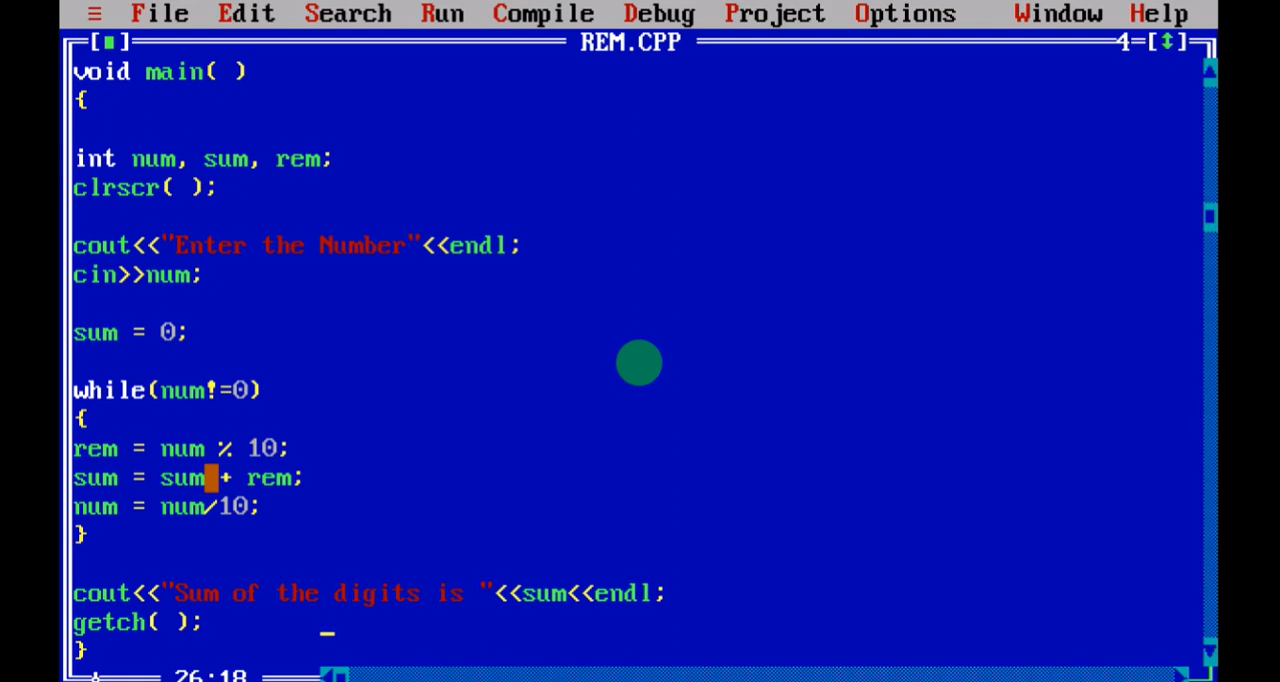 ≡ File Edit Search Run Compile Debug Project Options Window Help
[■] REM.CPP 4=[↕]
void main( )
{
int num, sum, rem;
clrscr( );
cout<<"Enter the Number"<<endl;
cin>>num;
sum = 0;
while(num!=0)
{
rem = num % 10;
sum = sum + rem;
num = num/10;
}
cout<<"Sum of the digits is "<<sum<<endl;
getch( );
}
26:18